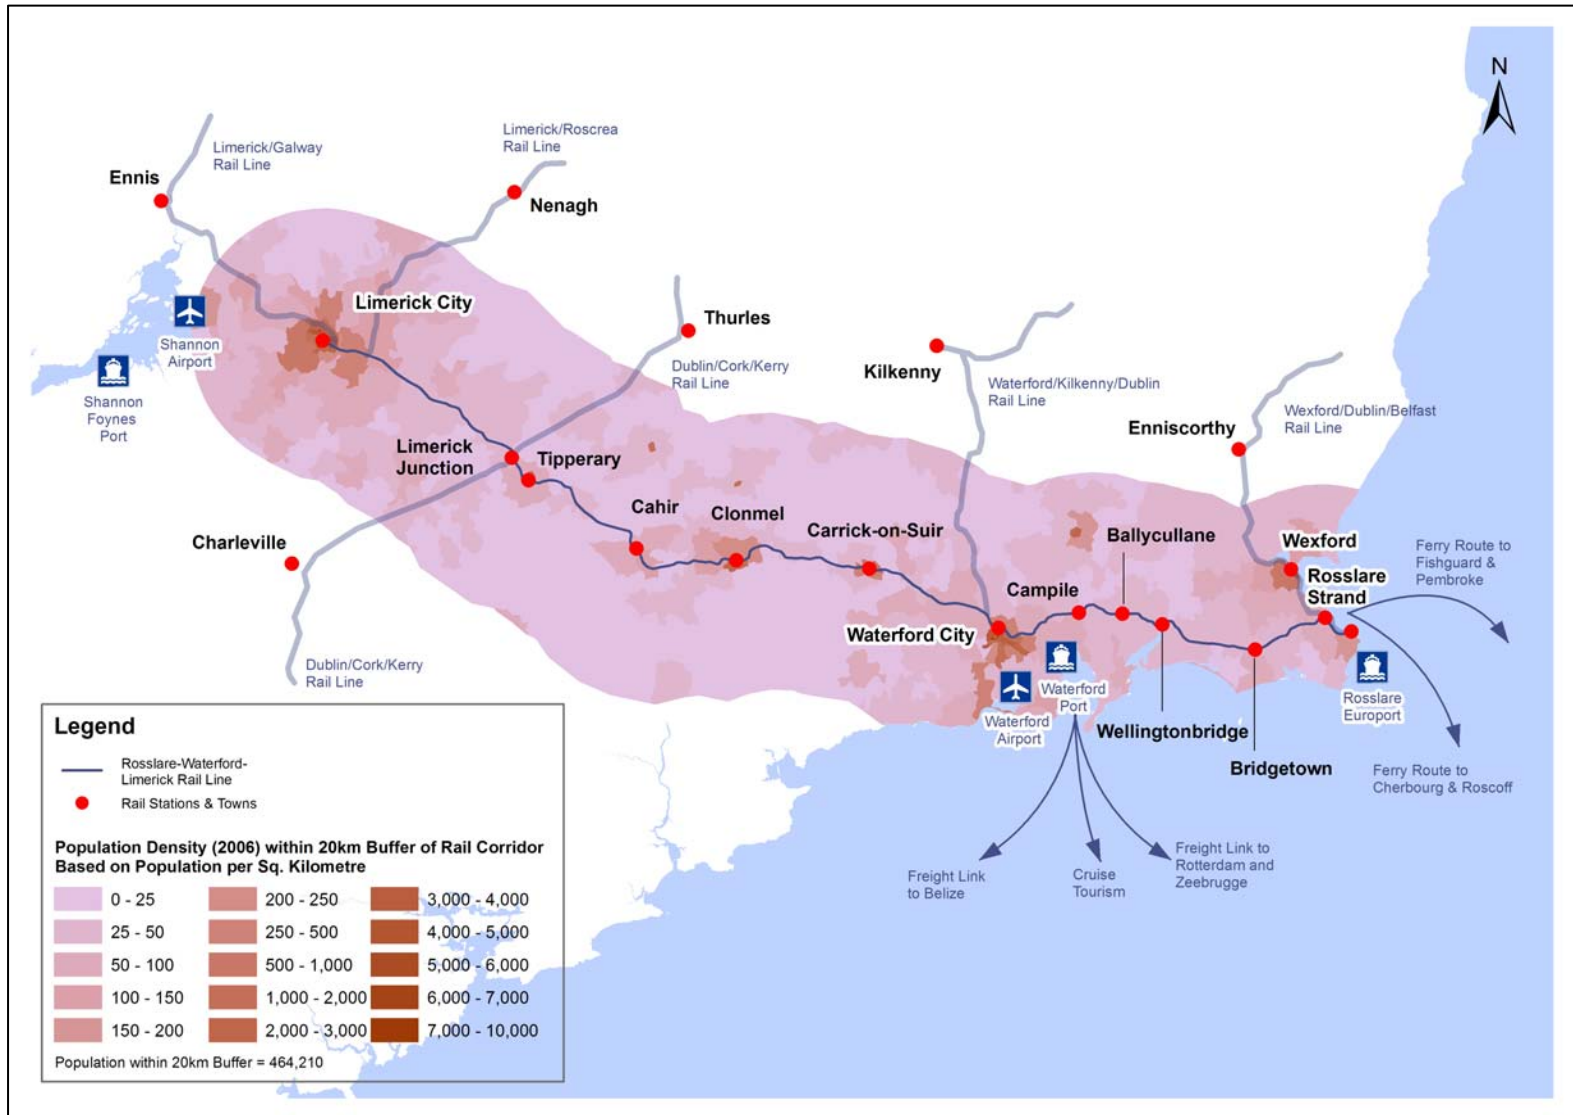 N
Limerick/Galway
Rail Line
Limerick/Roscrea
Rail Line
Ennis
Nenagh
Limerick City
Shannon
Airport
Shannon
Foynes
Port
Thurles
Dublin/Cork/Kerry
Rail Line
Kilkenny
Waterford/Kilkenny/Dublin
Rail Line
Wexford/Dublin/Belfast
Rail Line
Enniscorthy
Limerick
Junction
Tipperary
Cahir
Clonmel
Carrick-on-Suir
Charleville
Ballycullane
Wexford
Rosslare
Strand
Ferry Route to
Fishguard &
Pembroke
Campile
Waterford City
Waterford
Port
Waterford
Airport
Wellingtonbridge
Bridgetown
Rosslare
Europort
Ferry Route to
Cherbourg & Roscoff
Dublin/Cork/Kerry
Rail Line
Freight Link
to Belize
Cruise
Tourism
Freight Link to
Rotterdam and
Zeebrugge
Legend
Rosslare-Waterford-
Limerick Rail Line
Rail Stations & Towns
Population Density (2006) within 20km Buffer of Rail Corridor
Based on Population per Sq. Kilometre
0 - 25
25 - 50
50 - 100
100 - 150
150 - 200
200 - 250
250 - 500
500 - 1,000
1,000 - 2,000
2,000 - 3,000
3,000 - 4,000
4,000 - 5,000
5,000 - 6,000
6,000 - 7,000
7,000 - 10,000
Population within 20km Buffer = 464,210